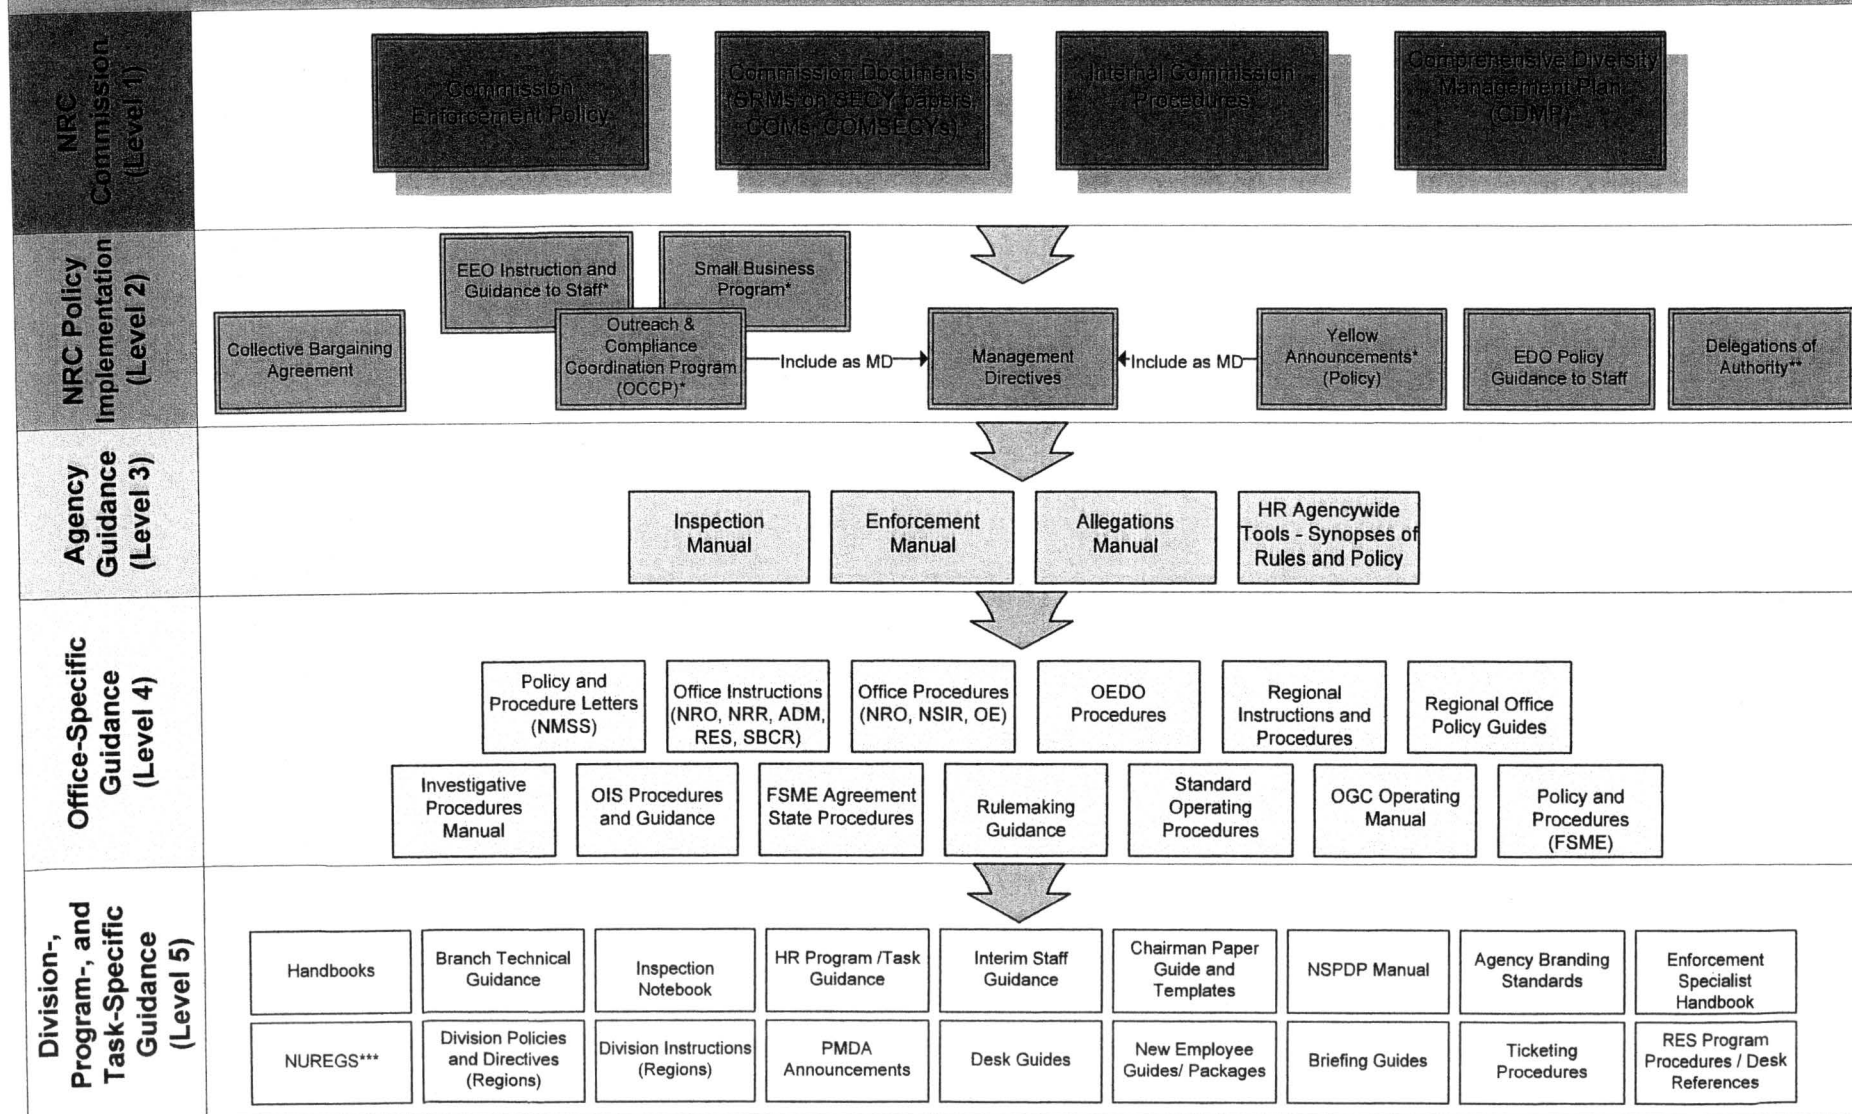 NRC
Commission
(Level 1)
Commission
Enforcement Policy
Commission Documents
(SRMs on SECY papers,
COMs, COMSECYs)
Internal Commission
Procedures
Comprehensive Diversity
Management Plan
(CDMP)
NRC Policy
Implementation
(Level 2)
Collective Bargaining
Agreement
EEO Instruction and
Guidance to Staff*
Small Business
Program*
Outreach &
Compliance
Coordination Program
(OCCP)*
Include as MD
Management
Directives
Include as MD
Yellow
Announcements*
(Policy)
EDO Policy
Guidance to Staff
Delegations of
Authority**
Agency
Guidance
(Level 3)
Inspection
Manual
Enforcement
Manual
Allegations
Manual
HR Agencywide
Tools - Synopses of
Rules and Policy
Office-Specific
Guidance
(Level 4)
Policy and
Procedure Letters
(NMSS)
Office Instructions
(NRO, NRR, ADM,
RES, SBCR)
Office Procedures
(NRO, NSIR, OE)
OEDO
Procedures
Regional
Instructions and
Procedures
Regional Office
Policy Guides
Investigative
Procedures
Manual
OIS Procedures
and Guidance
FSME Agreement
State Procedures
Rulemaking
Guidance
Standard
Operating
Procedures
OGC Operating
Manual
Policy and
Procedures
(FSME)
Division-,
Program-, and
Task-Specific
Guidance
(Level 5)
Handbooks
Branch Technical
Guidance
Inspection
Notebook
HR Program /Task
Guidance
Interim Staff
Guidance
Chairman Paper
Guide and
Templates
NSPDP Manual
Agency Branding
Standards
Enforcement
Specialist
Handbook
NUREGS***
Division Policies
and Directives
(Regions)
Division Instructions
(Regions)
PMDA
Announcements
Desk Guides
New Employee
Guides/ Packages
Briefing Guides
Ticketing
Procedures
RES Program
Procedures / Desk
References